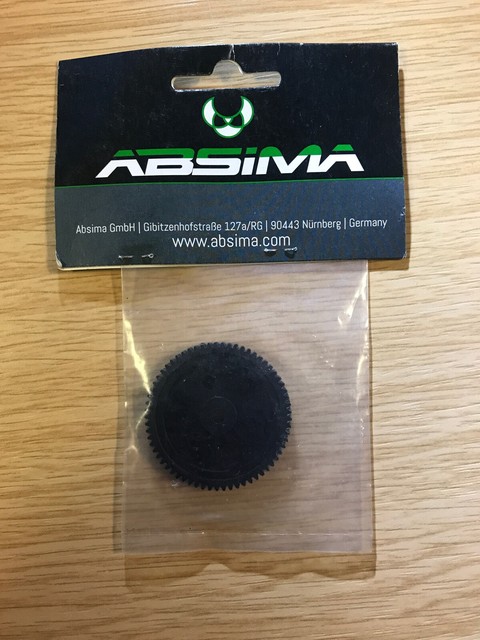 ABSiMA
Absima GmbH | Gibitzenhofstraße 127a/RG | 90443 Nürnberg | Germany
www.absima.com